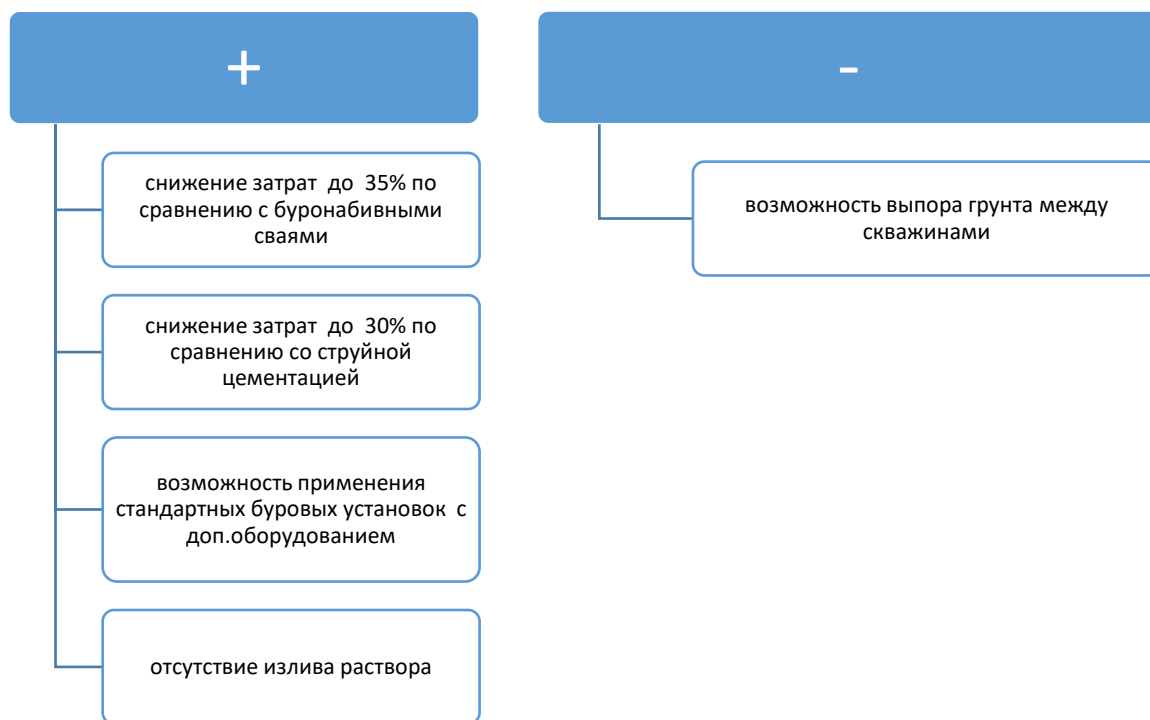 +
снижение затрат до 35% по
сравнению с буронабивными
сваями
снижение затрат до 30% по
сравнению со струйной
цементацией
возможность применения
стандартных буровых установок с
доп.оборудованием
отсутствие излива раствора
-
возможность выпора грунта между
скважинами